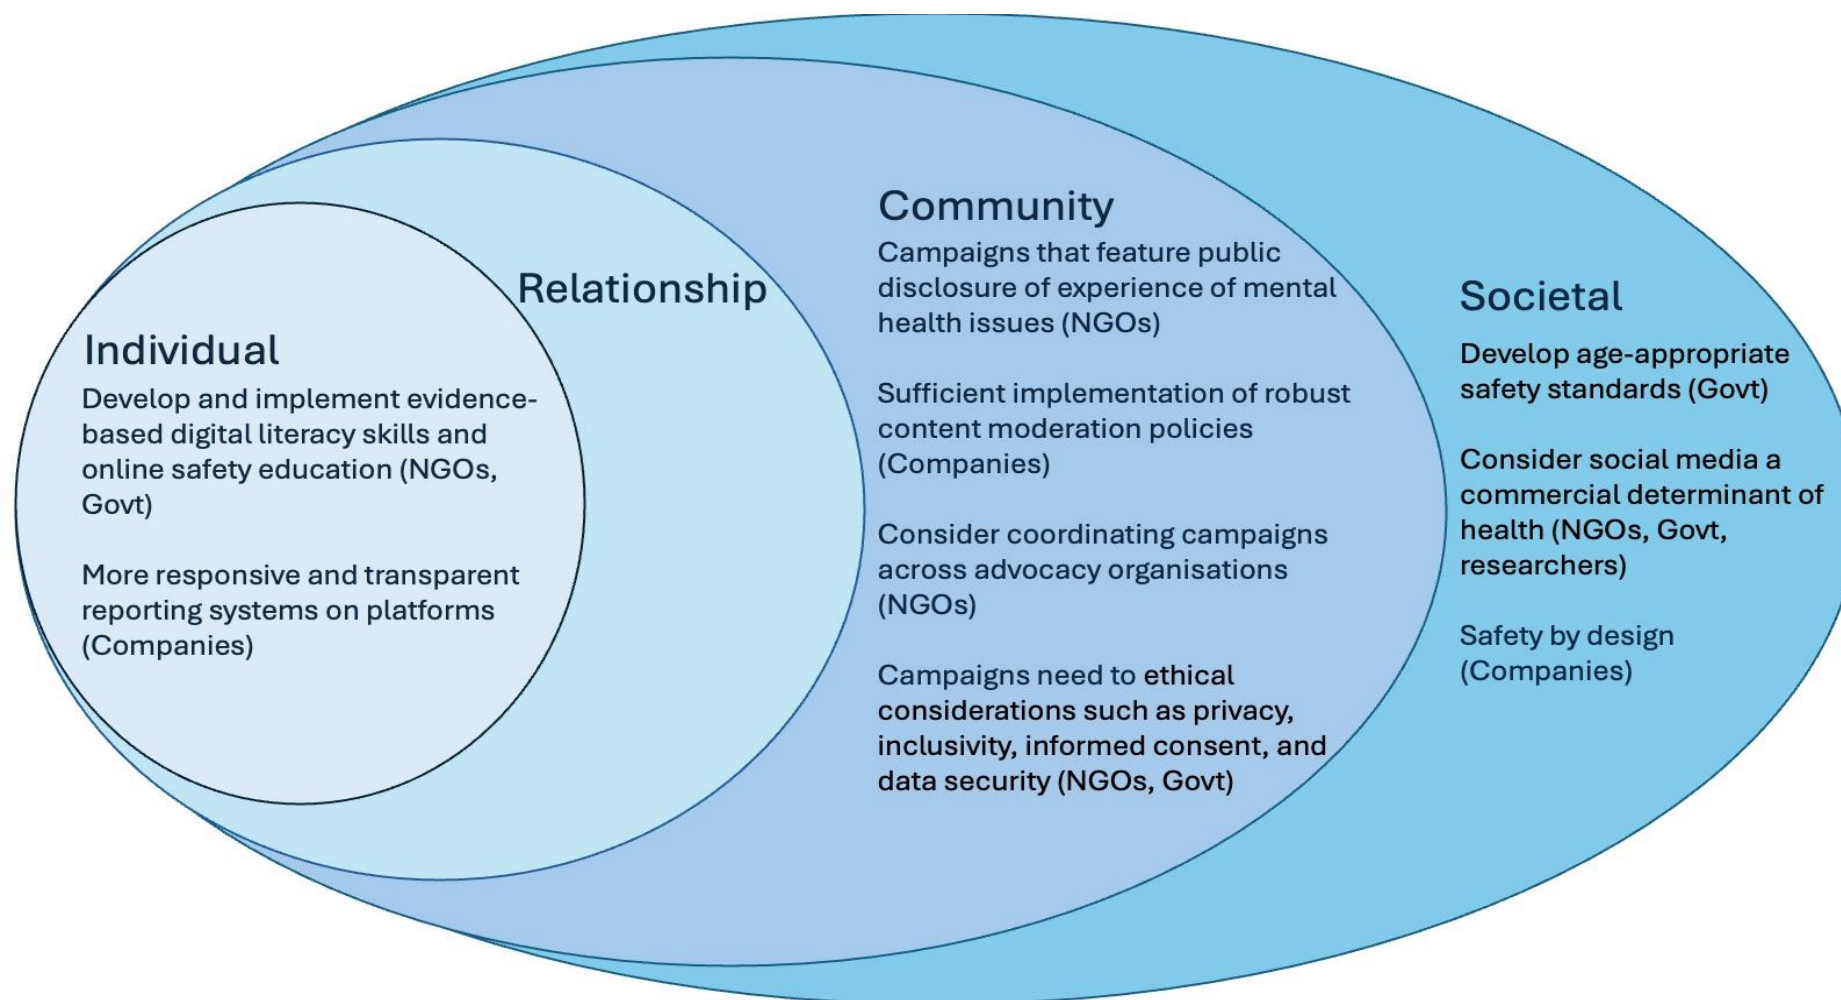 Individual
Develop and implement evidence-
based digital literacy skills and
online safety education (NGOs,
Govt)
More responsive and transparent
reporting systems on platforms
(Companies)
Relationship
Community
Campaigns that feature public
disclosure of experience of mental
health issues (NGOs)
Sufficient implementation of robust
content moderation policies
(Companies)
Consider coordinating campaigns
across advocacy organisations
(NGOs)
Campaigns need to ethical
considerations such as privacy,
inclusivity, informed consent, and
data security (NGOs, Govt)
Societal
Develop age-appropriate
safety standards (Govt)
Consider social media a
commercial determinant of
health (NGOs, Govt,
researchers)
Safety by design
(Companies)